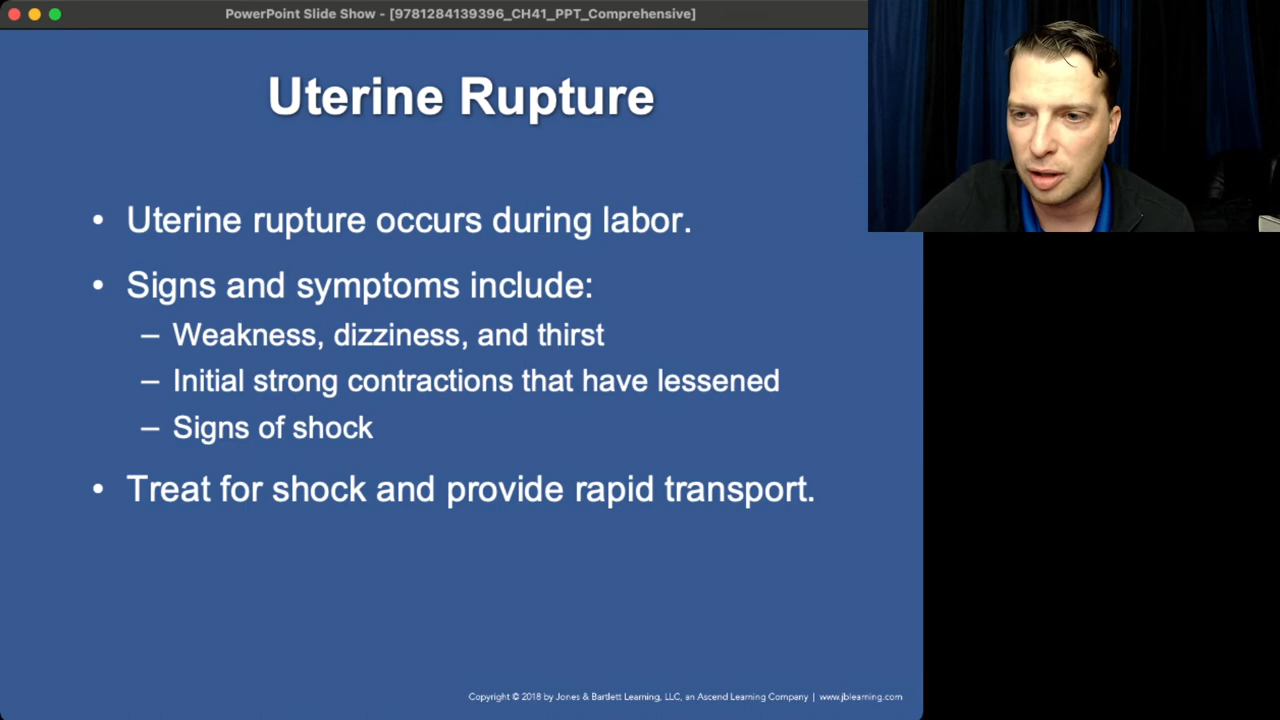 PowerPoint Slide Show - [9781284139396_CH41_PPT_Comprehensive]
Uterine Rupture
• Uterine rupture occurs during labor.
• Signs and symptoms include:
– Weakness, dizziness, and thirst
– Initial strong contractions that have lessened
– Signs of shock
• Treat for shock and provide rapid transport.
Copyright © 2018 by Jones & Bartlett Learning, LLC, an Ascend Learning Company | www.jblearning.com